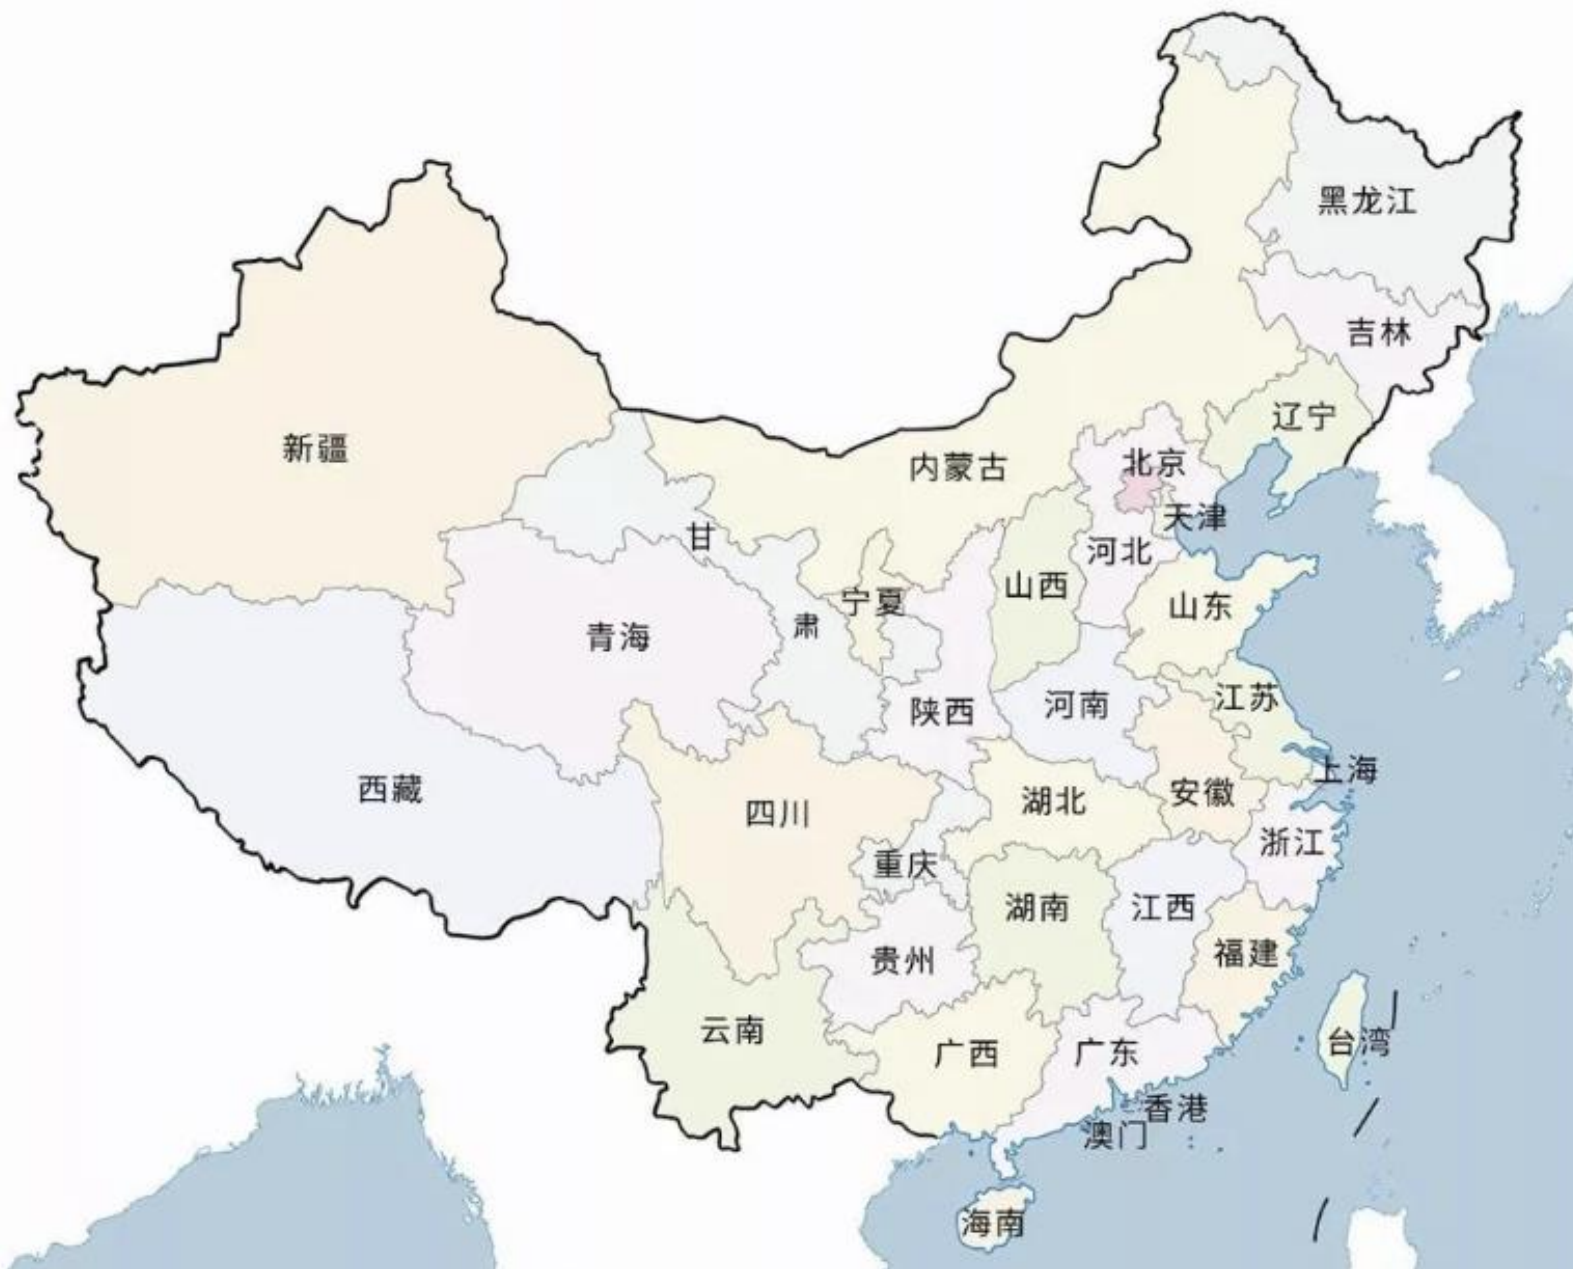 黑龙江
吉林
辽宁
新疆
内蒙古
北京
天津
甘
河北
山西
宁夏
山东
肃
青海
江苏
河南
陕西
上海
西藏
安徽
湖北
四川
浙江
重庆
湖南
江西
福建
贵州
云南
台湾
广西
广东
香港
澳门
海南